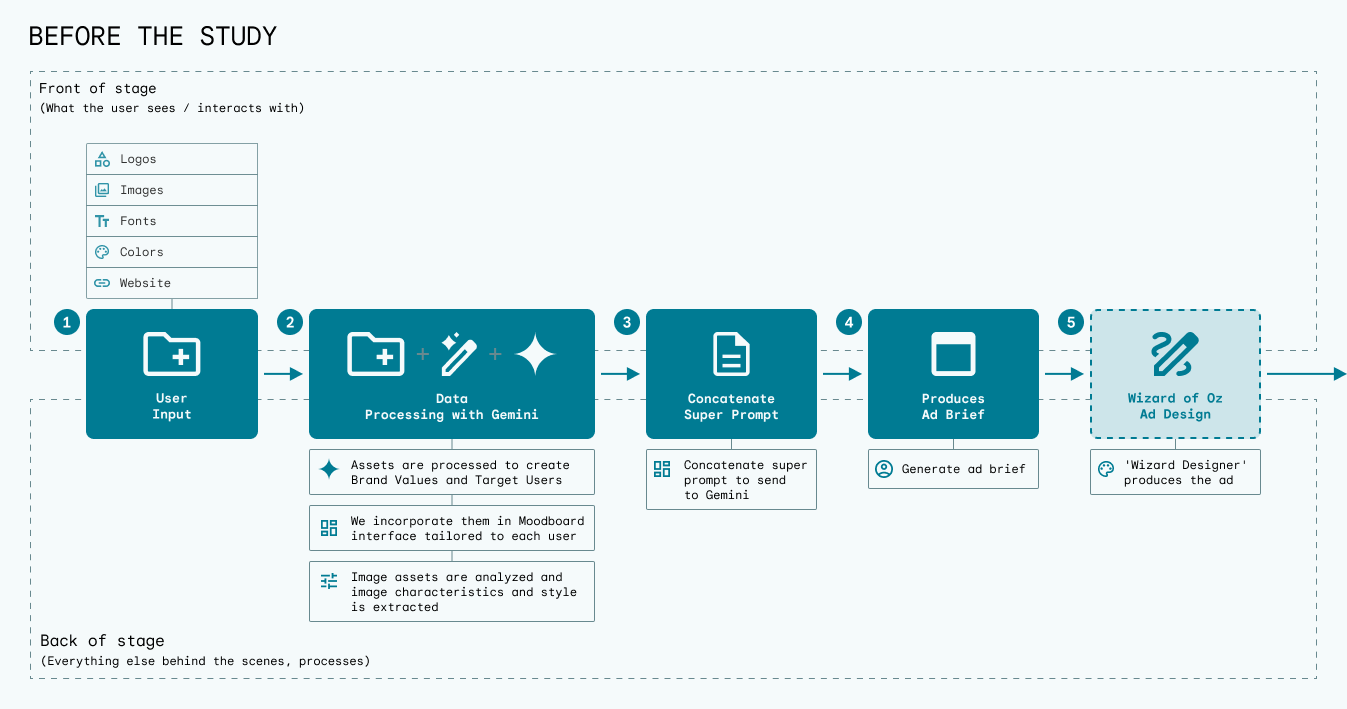 BEFORE THE STUDY
Front of stage
(What the user sees / interacts with)
Logos
Images
Fonts
Colors
Website
1
User
Input
2
+
+
Data
Processing with Gemini
Assets are processed to create
Brand Values and Target Users
We incorporate them in Moodboard
interface tailored to each user
Image assets are analyzed and
image characteristics and style
is extracted
3
Concatenate
Super Prompt
Concatenate super
prompt to send
to Gemini
4
Produces
Ad Brief
Generate ad brief
5
Wizard of Oz
Ad Design
'Wizard Designer'
produces the ad
Back of stage
(Everything else behind the scenes, processes)